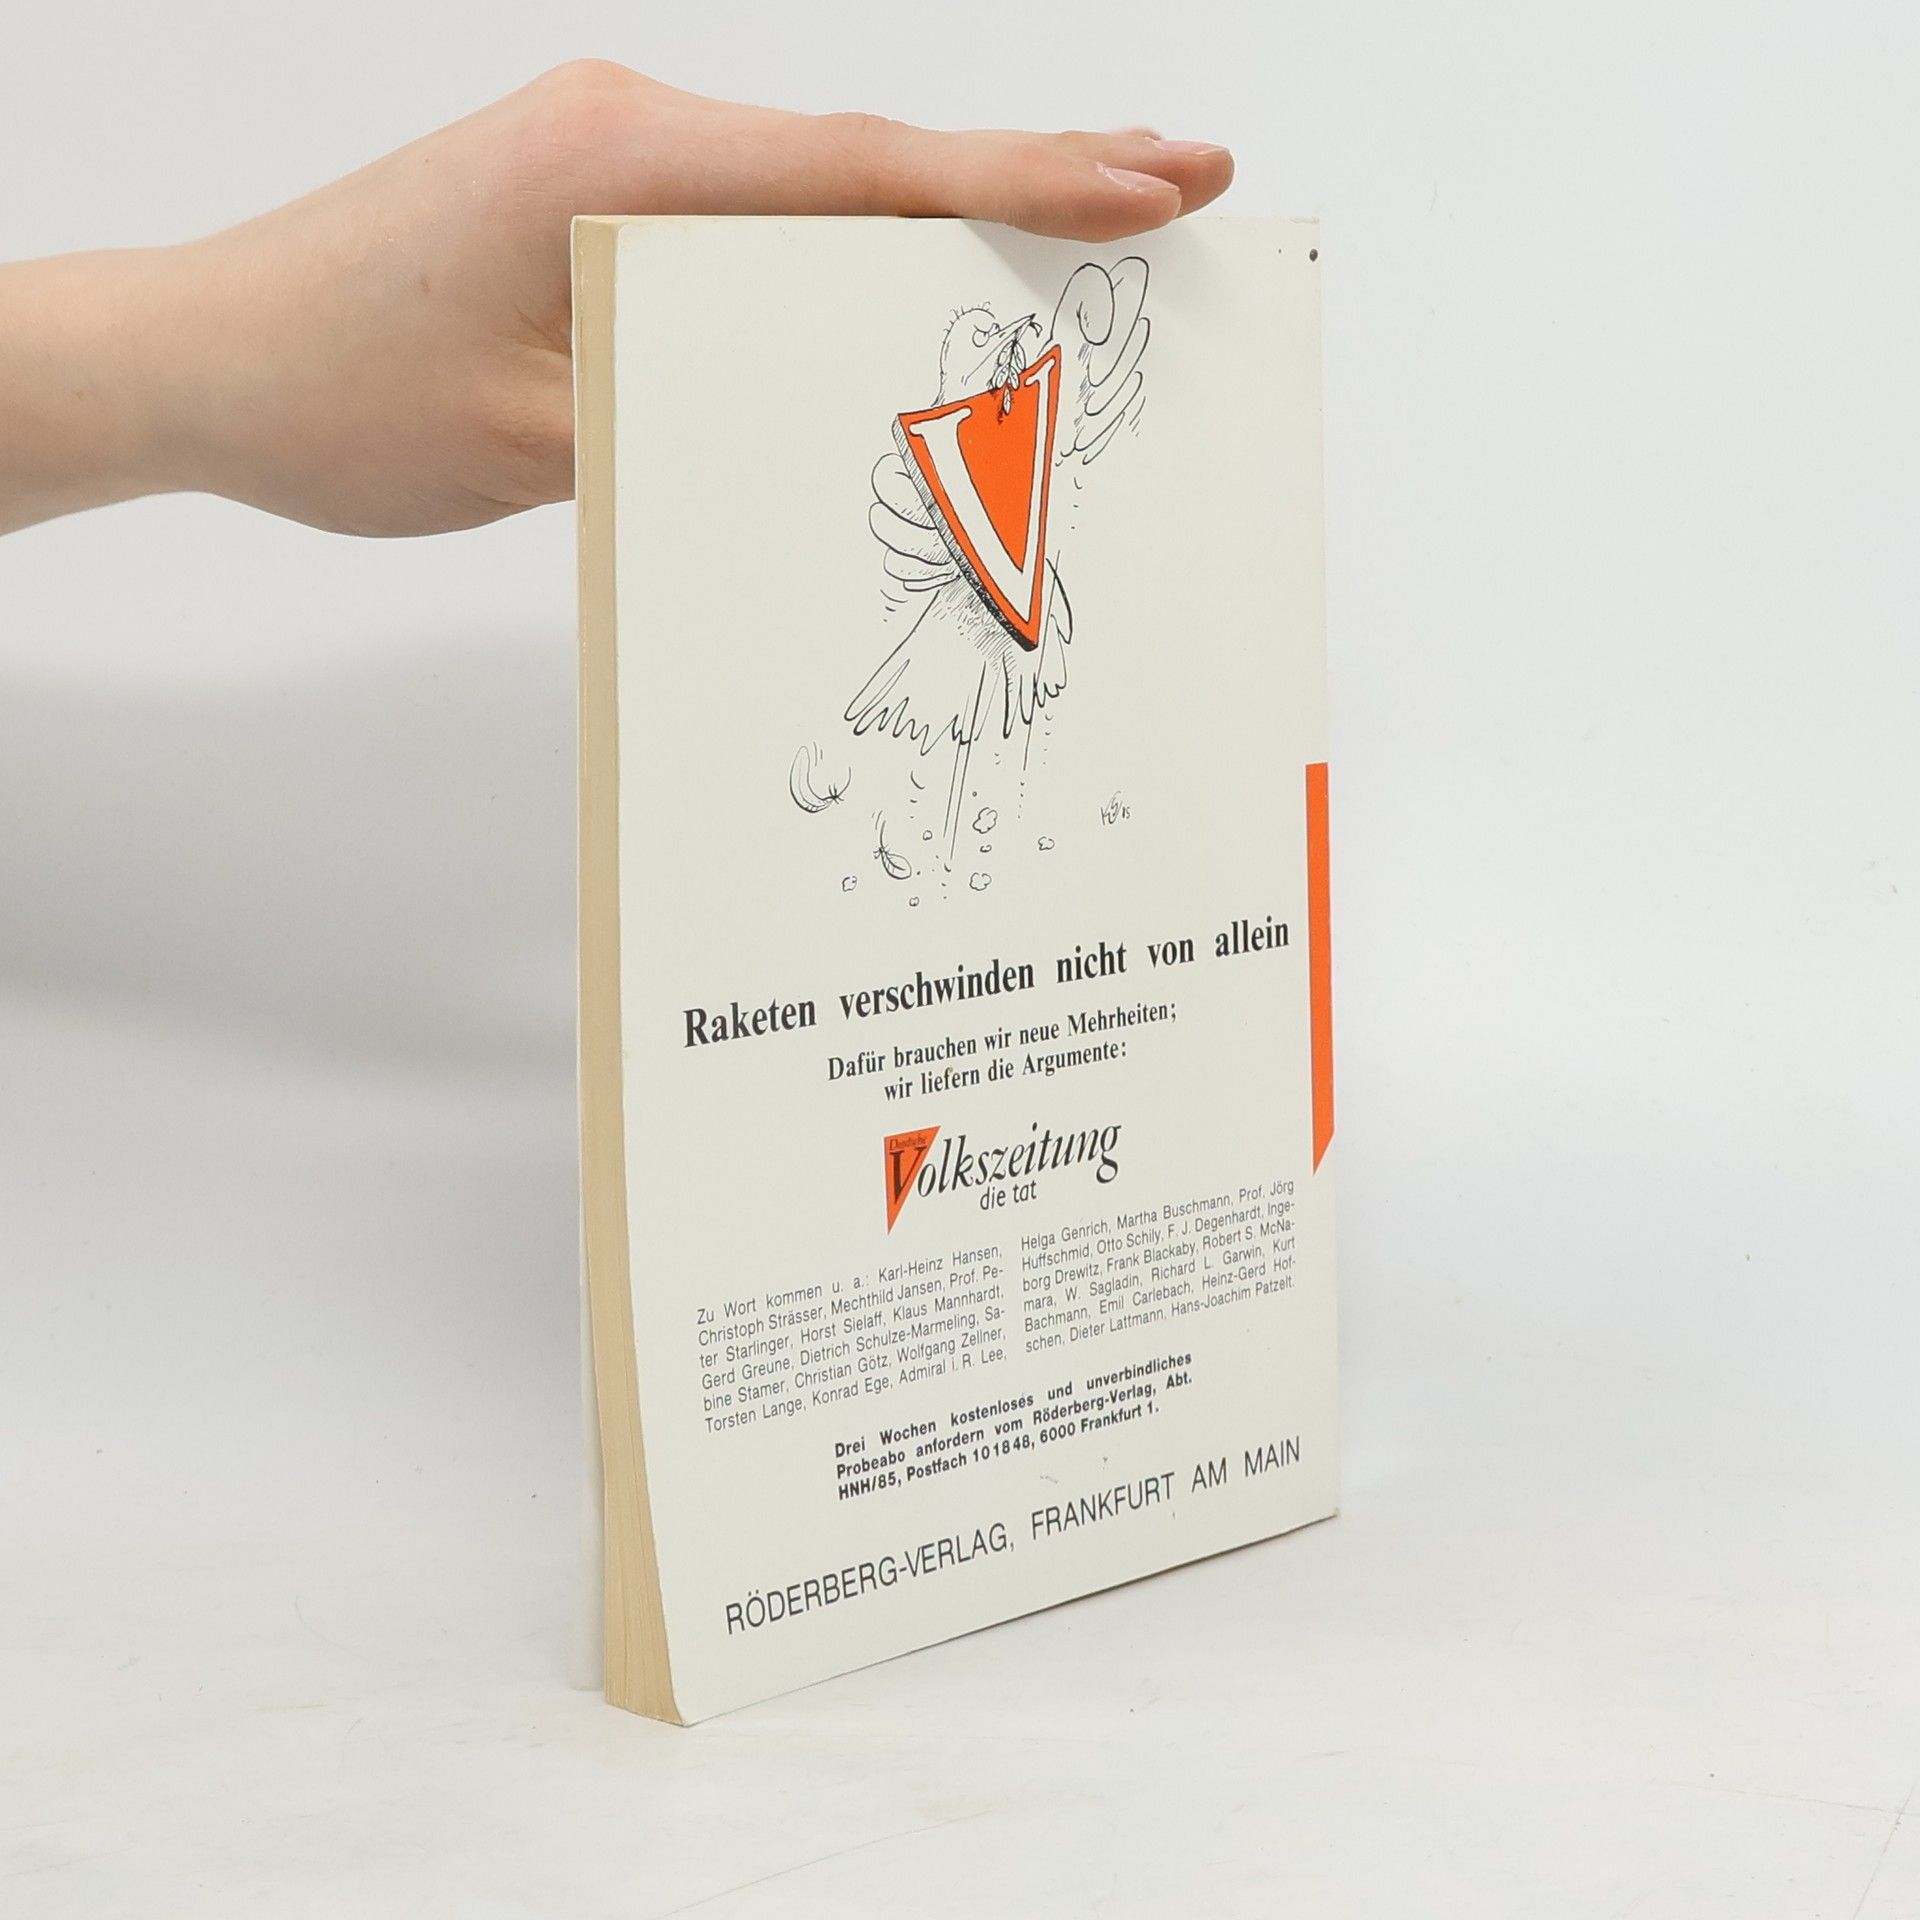 V
KS/85
Raketen verschwinden nicht von allein
Dafür brauchen wir neue Mehrheiten;
wir liefern die Argumente:
Deutsche
Volkszeitung
die tat
Zu Wort kommen u. a.: Karl-Heinz Hansen,
Christoph Strässer, Mechthild Jansen, Prof. Pe-
ter Starlinger, Horst Sielaff, Klaus Mannhardt,
Gerd Greune, Dietrich Schulze-Marmeling, Sa-
bine Stamer, Christian Götz, Wolfgang Zellner,
Torsten Lange, Konrad Ege, Admiral i. R. Lee,
Helga Genrich, Martha Buschmann, Prof. Jörg
Huffschmid, Otto Schily, F. J. Degenhardt, Inge-
borg Drewitz, Frank Blackaby, Robert S. McNa-
mara, W. Sagladin, Richard L. Garwin, Kurt
Bachmann, Emil Carlebach, Heinz-Gerd Hof-
schen, Dieter Lattmann, Hans-Joachim Patzelt.
Drei Wochen kostenloses und unverbindliches
Probeabo anfordern vom Röderberg-Verlag, Abt.
HNH/85, Postfach 101848, 6000 Frankfurt 1.
RÖDERBERG-VERLAG, FRANKFURT AM MAIN